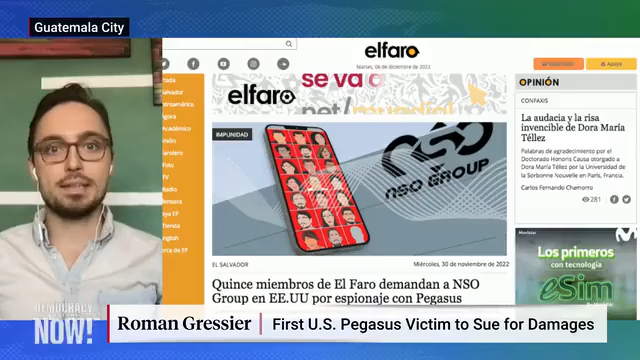 Guatemala City
elfaro
Martes, 06 de diciembre de 2022
elfaro
se va a
OPINIÓN
CONFAXIS
La audacia y la risa
invencible de Dora María
Téllez
Palabras de agradecimiento por el
Doctorado Honoris Causa otorgado a
Dora María Téllez por la Universidad de
la Sorbonne Nouvelle en París, Francia.
Carlos Fernando Chamorro
281
IMPUNIDAD
NSO GROUP
EL SALVADOR
Miércoles, 30 de noviembre de 2022
Quince miembros de El Faro demandan a NSO
Group en EE.UU por espionaje con Pegasus
Movistar
Los primeros
con tecnología
eSim
DEMOCRACY
NOW!
Roman Gressier
First U.S. Pegasus Victim to Sue for Damages